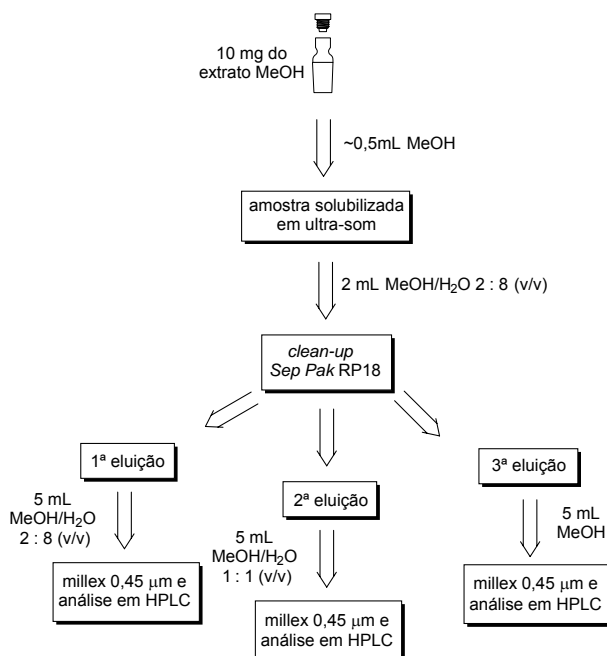 10 mg do
extrato MeOH
~0,5mL MeOH
amostra solubilizada
em ultra-som
2 mL MeOH/H₂O 2 : 8 (v/v)
clean-up
Sep Pak RP18
1ª eluição
5 mL
MeOH/H₂O
2 : 8 (v/v)
millex 0,45 μm e
análise em HPLC
2ª eluição
5 mL
MeOH/H₂O
1 : 1 (v/v)
millex 0,45 μm e
análise em HPLC
3ª eluição
5 mL
MeOH
millex 0,45 μm e
análise em HPLC